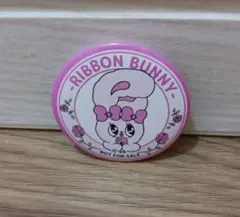 -RIBBON BUNNY-
NOT FOR SALE